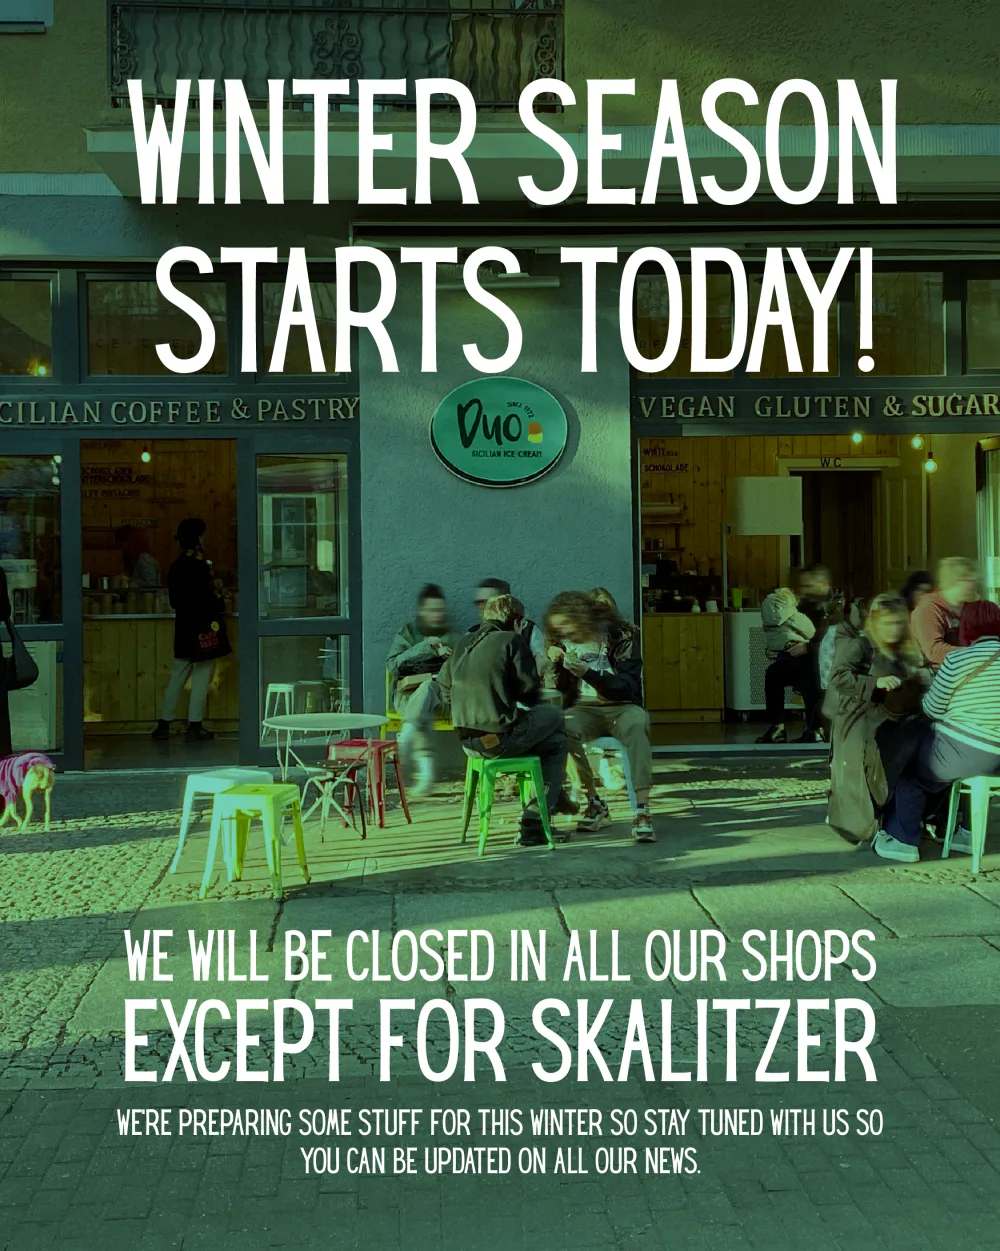 WINTER SEASON
STARTS TODAY!
CILIAN COFFEE & PASTRY
VEGAN GLUTEN & SUGAR
SINCE 1973
Duo
SICILIAN ICE CREAM
SCHOKOLADE
WC
WE WILL BE CLOSED IN ALL OUR SHOPS
EXCEPT FOR SKALITZER
WE'RE PREPARING SOME STUFF FOR THIS WINTER SO STAY TUNED WITH US SO
YOU CAN BE UPDATED ON ALL OUR NEWS.